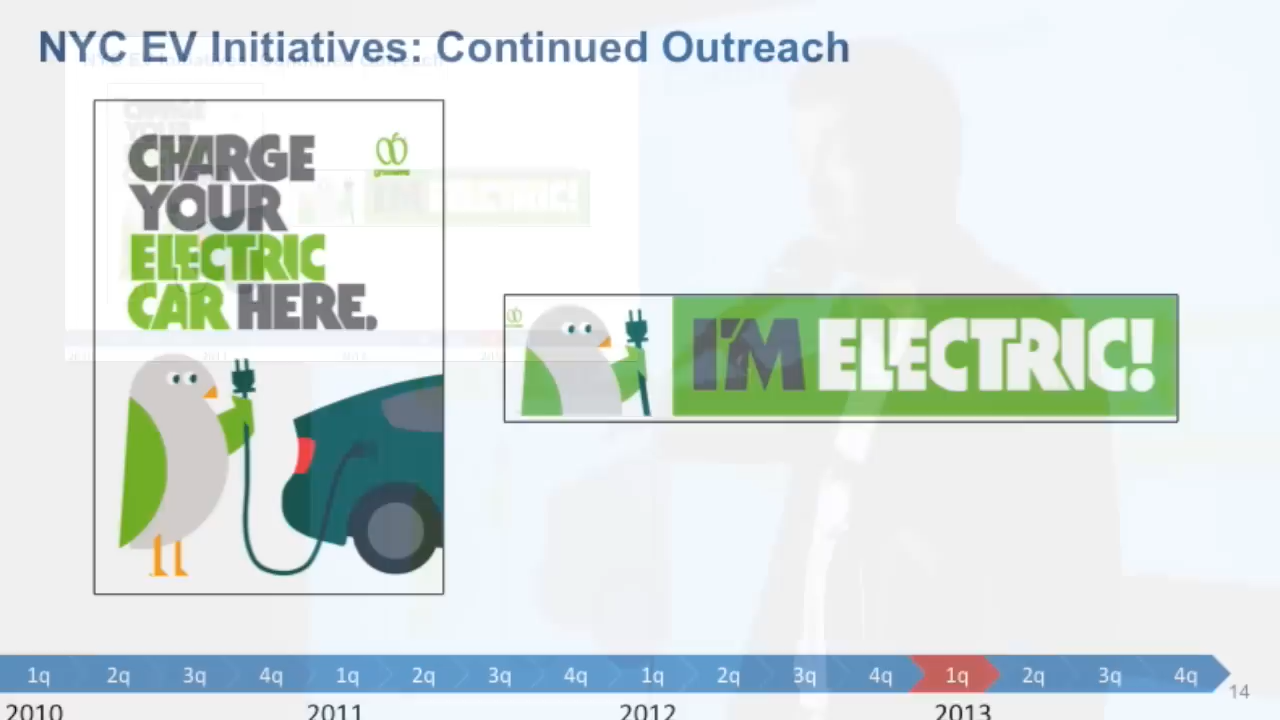 NYC EV Initiatives: Continued Outreach
CHARGE
YOUR
ELECTRIC
CAR HERE.
I'M ELECTRIC!
1q 2q 3q 4q 1q 2q 3q 4q 1q 2q 3q 4q 1q 2q 3q 4q
14
2010 2011 2012 2013